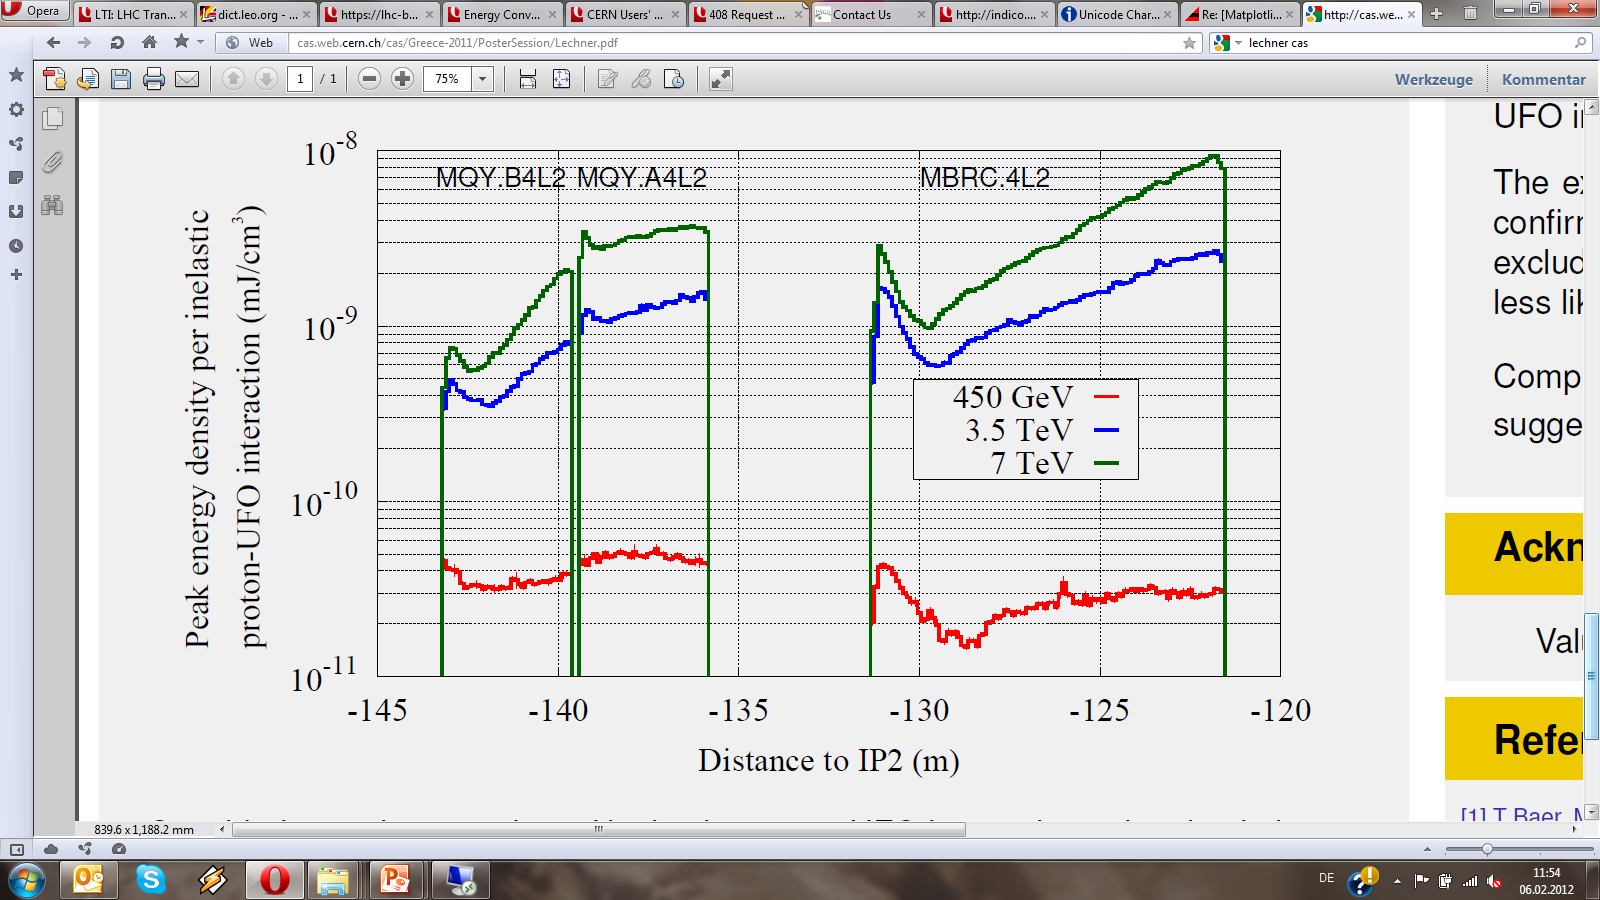 Opera
LTI: LHC Tran...
dict.leo.org - ...
https://lhc-b...
Energy Conv...
CERN Users' ...
408 Request ...
Contact Us
http://indico....
Unicode Char...
Re: [Matplotli...
http://cas.we...
Web
cas.web.cern.ch/cas/Greece-2011/PosterSession/Lechner.pdf
lechner cas
1 / 1
75%
Werkzeuge
Kommentar
10-8
10-9
10-10
10-11
MQY.B4L2 MQY.A4L2 MBRC.4L2
Peak energy density per inelastic
proton-UFO interaction (mJ/cm3)
450 GeV
3.5 TeV
7 TeV
-145 -140 -135 -130 -125 -120
Distance to IP2 (m)
UFO i
The e
confir
exclud
less li
Comp
sugge
Ackn
Val
Refe
[1] T Baer, M
839.6 x 1,188.2 mm
DE
11:54
06.02.2012